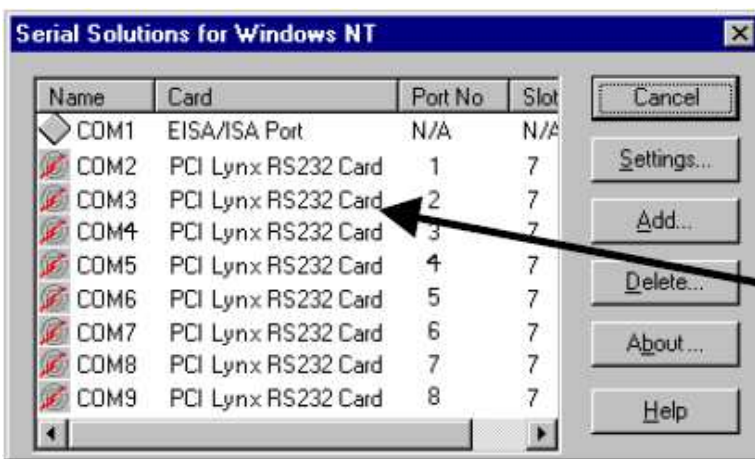 Serial Solutions for Windows NT
Name Card Port No Slot
COM1 EISA/ISA Port N/A N/A
COM2 PCI Lynx RS232 Card 1 7
COM3 PCI Lynx RS232 Card 2 7
COM4 PCI Lynx RS232 Card 3 7
COM5 PCI Lynx RS232 Card 4 7
COM6 PCI Lynx RS232 Card 5 7
COM7 PCI Lynx RS232 Card 6 7
COM8 PCI Lynx RS232 Card 7 7
COM9 PCI Lynx RS232 Card 8 7
Cancel
Settings...
Add...
Delete...
About...
Help